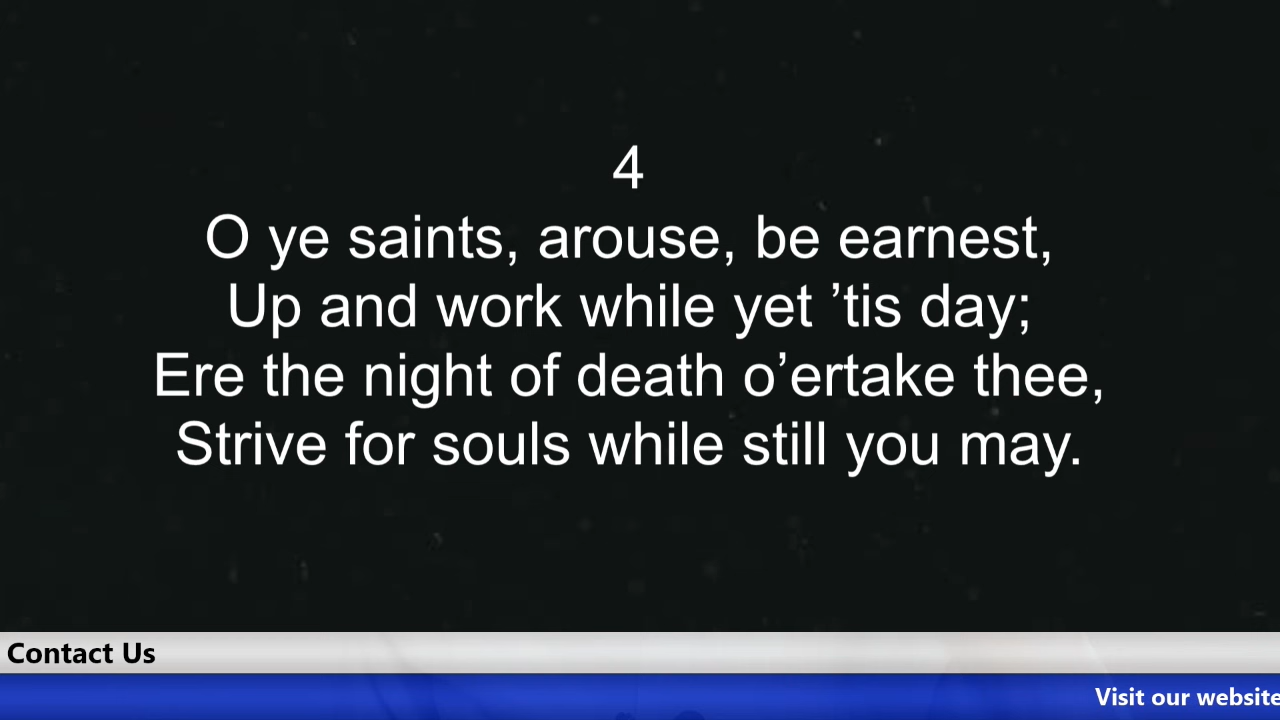 4
O ye saints, arouse, be earnest,
Up and work while yet ’tis day;
Ere the night of death o’ertake thee,
Strive for souls while still you may.
Contact Us
Visit our website